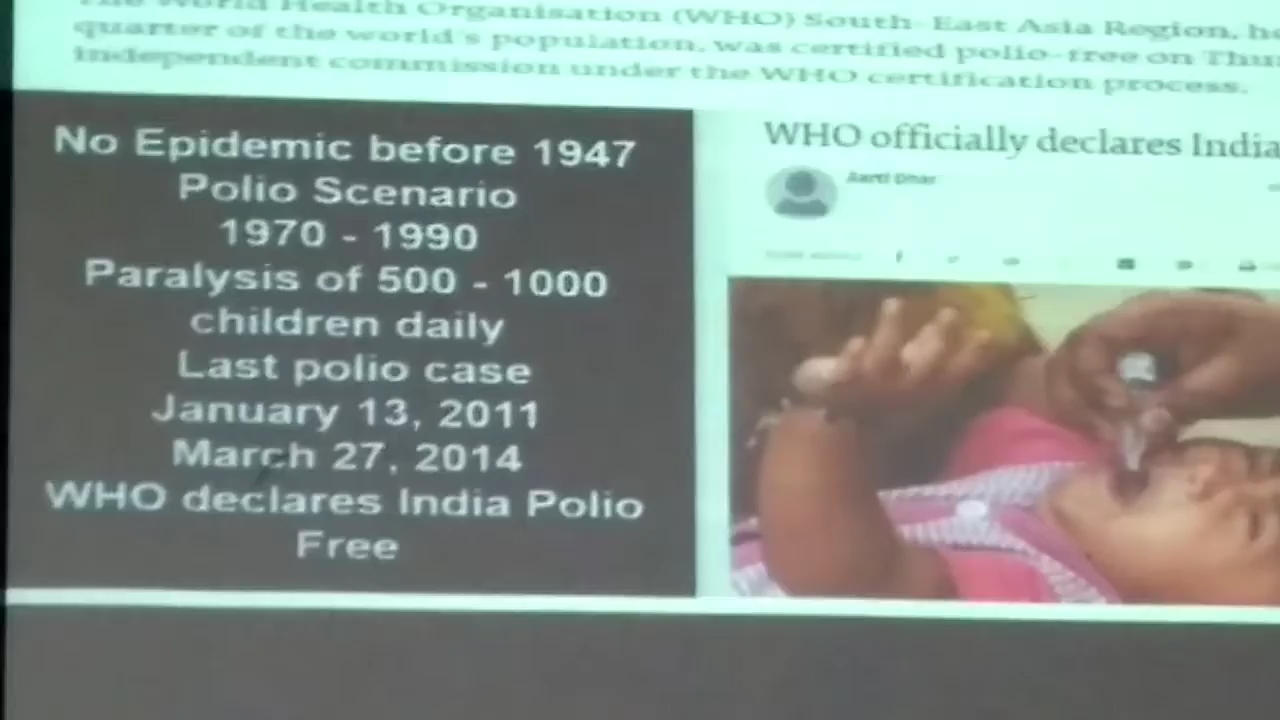 The World Health Organisation (WHO) South-East Asia Region, 
quarter of the world's population, was certified polio-free on
independent commission under the WHO certification process.
No Epidemic before 1947
Polio Scenario
1970 - 1990
Paralysis of 500 - 1000
children daily
Last polio case
January 13, 2011
March 27, 2014
WHO declares India Polio
Free
WHO officially declares India
Aarti Dhar